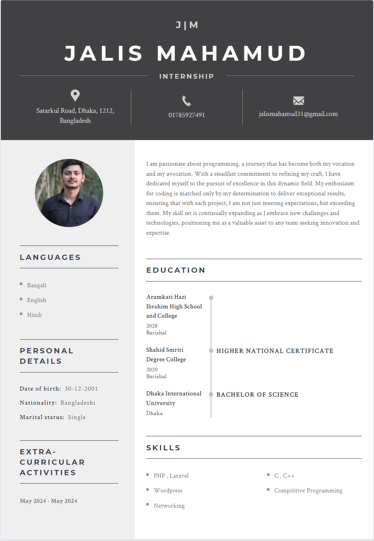 J|M
JALIS MAHAMUD
INTERNSHIP
Satarkul Road, Dhaka, 1212,
Bangladesh
01785927491
jalismahamud31@gmail.com
I am passionate about programming, a journey that has become both my vocation
and my avocation. With a steadfast commitment to refining my craft, I have
dedicated myself to the pursuit of excellence in this dynamic field. My enthusiasm
for coding is matched only by my determination to deliver exceptional results,
ensuring that with each project, I am not just meeting expectations, but exceeding
them. My skill set is continually expanding as I embrace new challenges and
technologies, positioning me as a valuable asset to any team seeking innovation and
expertise.
LANGUAGES
Bangali
English
Hindi
PERSONAL
DETAILS
Date of birth: 30-12-2001
Nationality: Bangladeshi
Marital status: Single
EXTRA-
CURRICULAR
ACTIVITIES
May 2024 - May 2024
EDUCATION
Aramkati Hazi
Ibrahim High School
and College
2028
Barishal
Shahid Smriti
Degree College
2020
Barishal
HIGHER NATIONAL CERTIFICATE
Dhaka International
University
Dhaka
BACHELOR OF SCIENCE
SKILLS
PHP , Laravel
C , C++
Wordpress
Compititive Programming
Networking